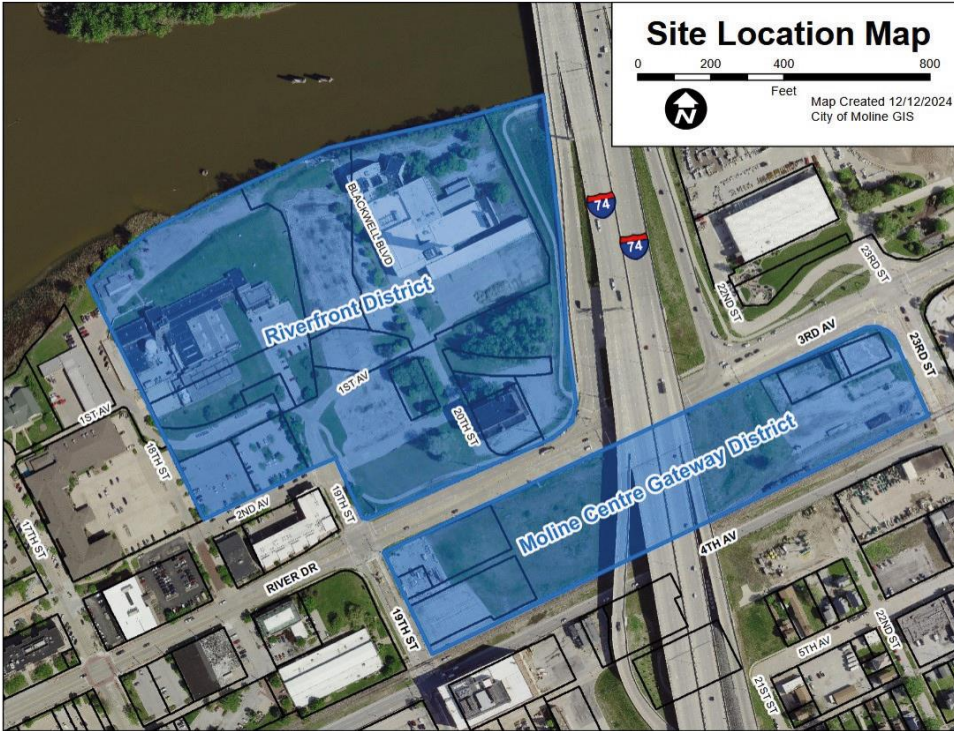 Site Location Map
0 200 400 800
Feet
Map Created 12/12/2024
City of Moline GIS
N
BLACKWELL BLVD
74
74
Riverfront District
22ND ST
23RD ST
3RD AV
23RD ST
1ST AV
1ST AV
20TH ST
18TH ST
2ND AV
19TH ST
17TH ST
RIVER DR
Moline Centre Gateway District
4TH AV
19TH ST
5TH AV
22ND ST
21ST ST